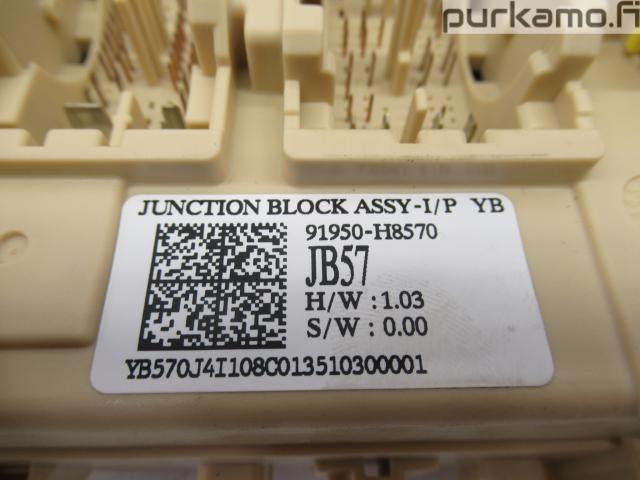 purkamo.fi
JUNCTION BLOCK ASSY-I/P YB
91950-H8570
JB57
H/W : 1.03
S/W : 0.00
YB570J4I108C013510300001